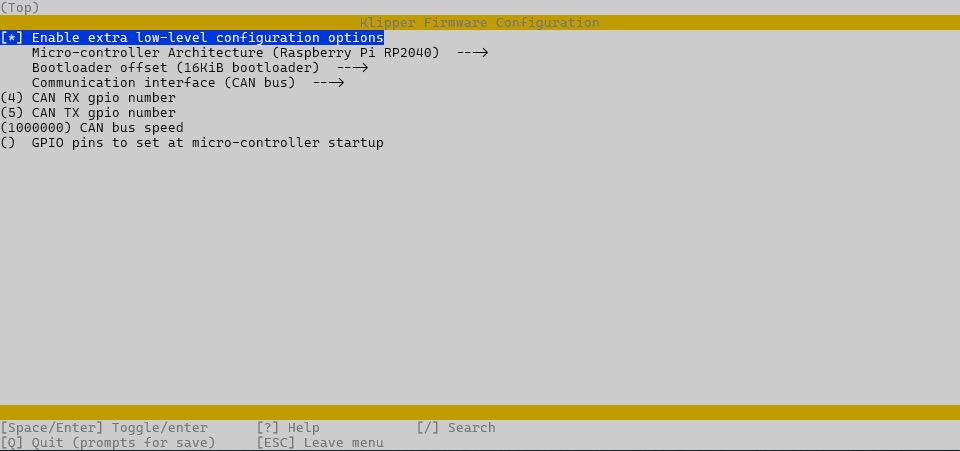 (Top)
Klipper Firmware Configuration
[*] Enable extra low-level configuration options
    Micro-controller Architecture (Raspberry Pi RP2040)  --->
    Bootloader offset (16KiB bootloader)  --->
    Communication interface (CAN bus)  --->
(4) CAN RX gpio number
(5) CAN TX gpio number
(1000000) CAN bus speed
()  GPIO pins to set at micro-controller startup
[Space/Enter] Toggle/enter      [?] Help            [/] Search
[Q] Quit (prompts for save)     [ESC] Leave menu